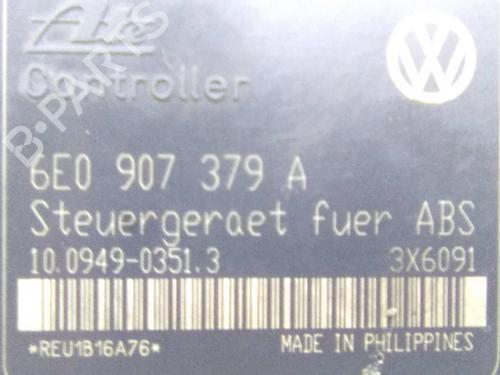 Ate
Controller
6E0 907 379 A
Steuergeraet fuer ABS
10.0949-0351.3 3X6091
*REU1B16A76* MADE IN PHILIPPINES
B-PARTS